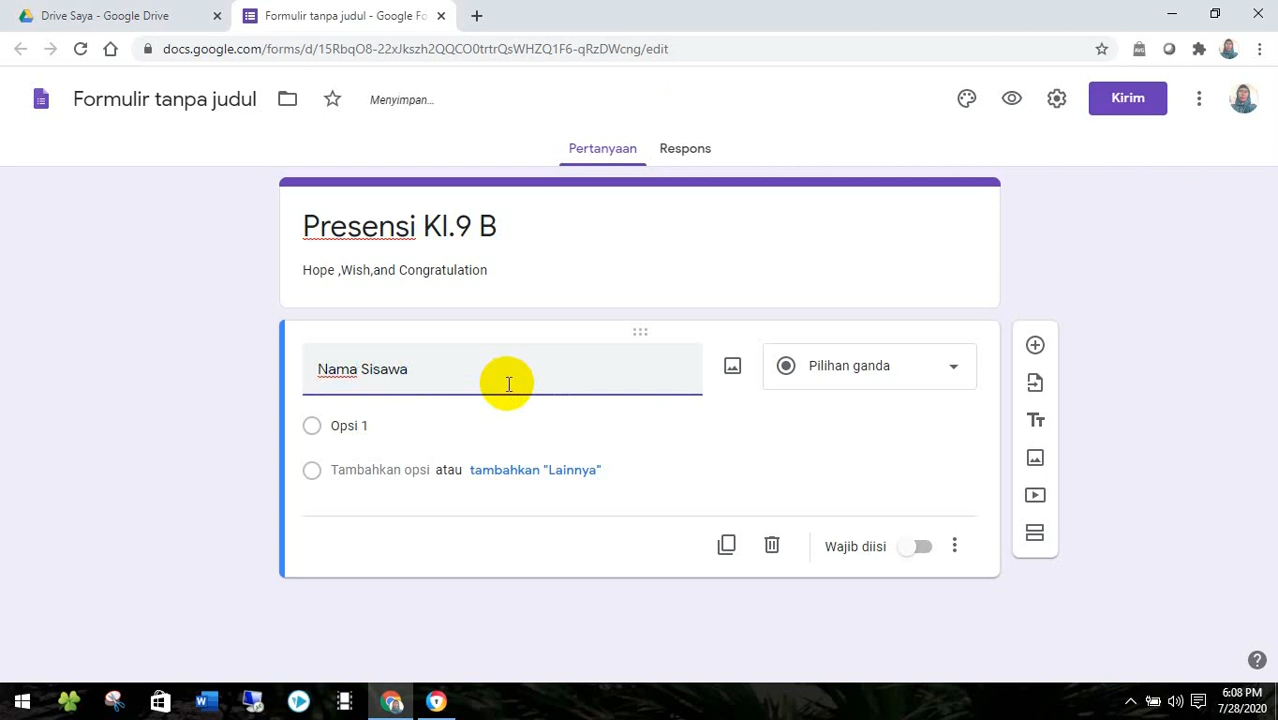 Drive Saya - Google Drive
Formulir tanpa judul - Google Fo
docs.google.com/forms/d/15RbqO8-22xJkszh2QQCO0trtrQsWHZQ1F6-qRzDWcng/edit
AVG
Formulir tanpa judul
Menyimpan...
Kirim
Pertanyaan
Respons
Presensi Kl.9 B
Hope ,Wish,and Congratulation
Nama Sisawa
Pilihan ganda
Opsi 1
Tambahkan opsi atau tambahkan "Lainnya"
Wajib diisi
6:08 PM
7/28/2020